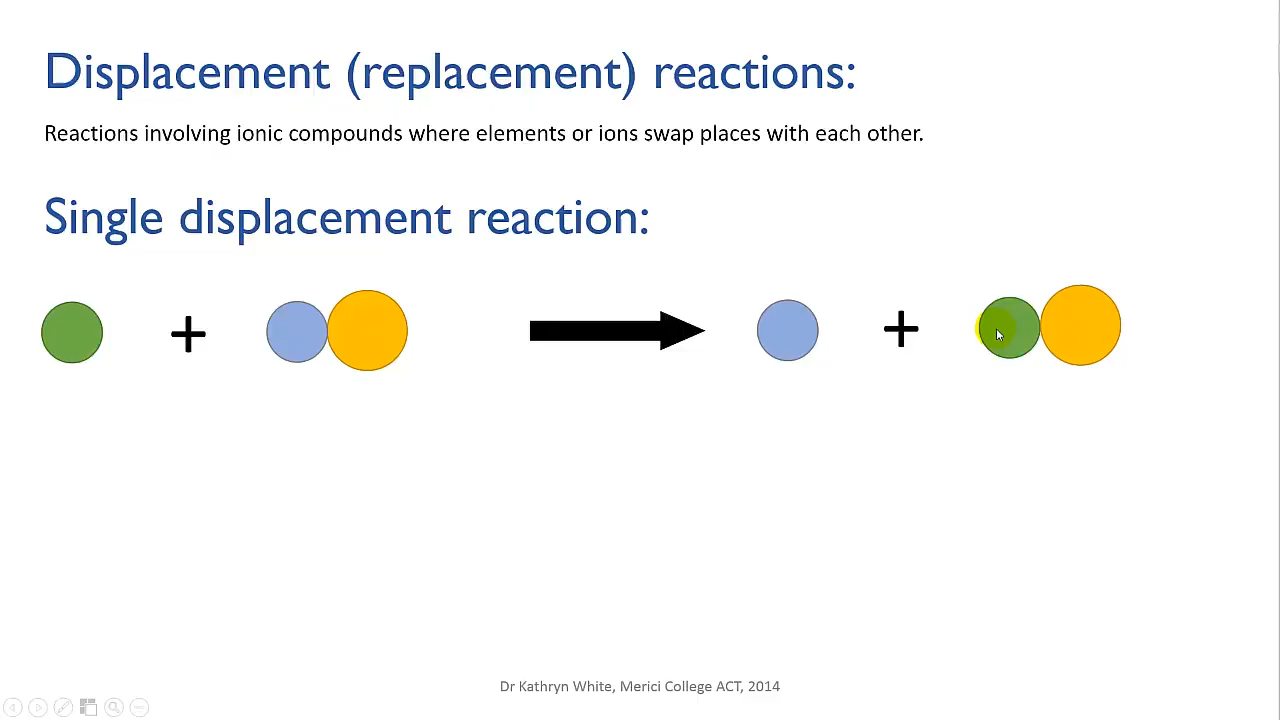 Displacement (replacement) reactions:
Reactions involving ionic compounds where elements or ions swap places with each other.
Single displacement reaction:
+
+
Dr Kathryn White, Merici College ACT, 2014